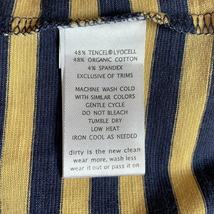 48% TENCEL®LYOCELL
48% ORGANIC COTTON
4% SPANDEX
EXCLUSIVE OF TRIMS
MACHINE WASH COLD
WITH SIMILAR COLORS
GENTLE CYCLE
DO NOT BLEACH
TUMBLE DRY
LOW HEAT
IRON COOL AS NEEDED
dirty is the new clean
wear more, wash less
wear it out or pass it on